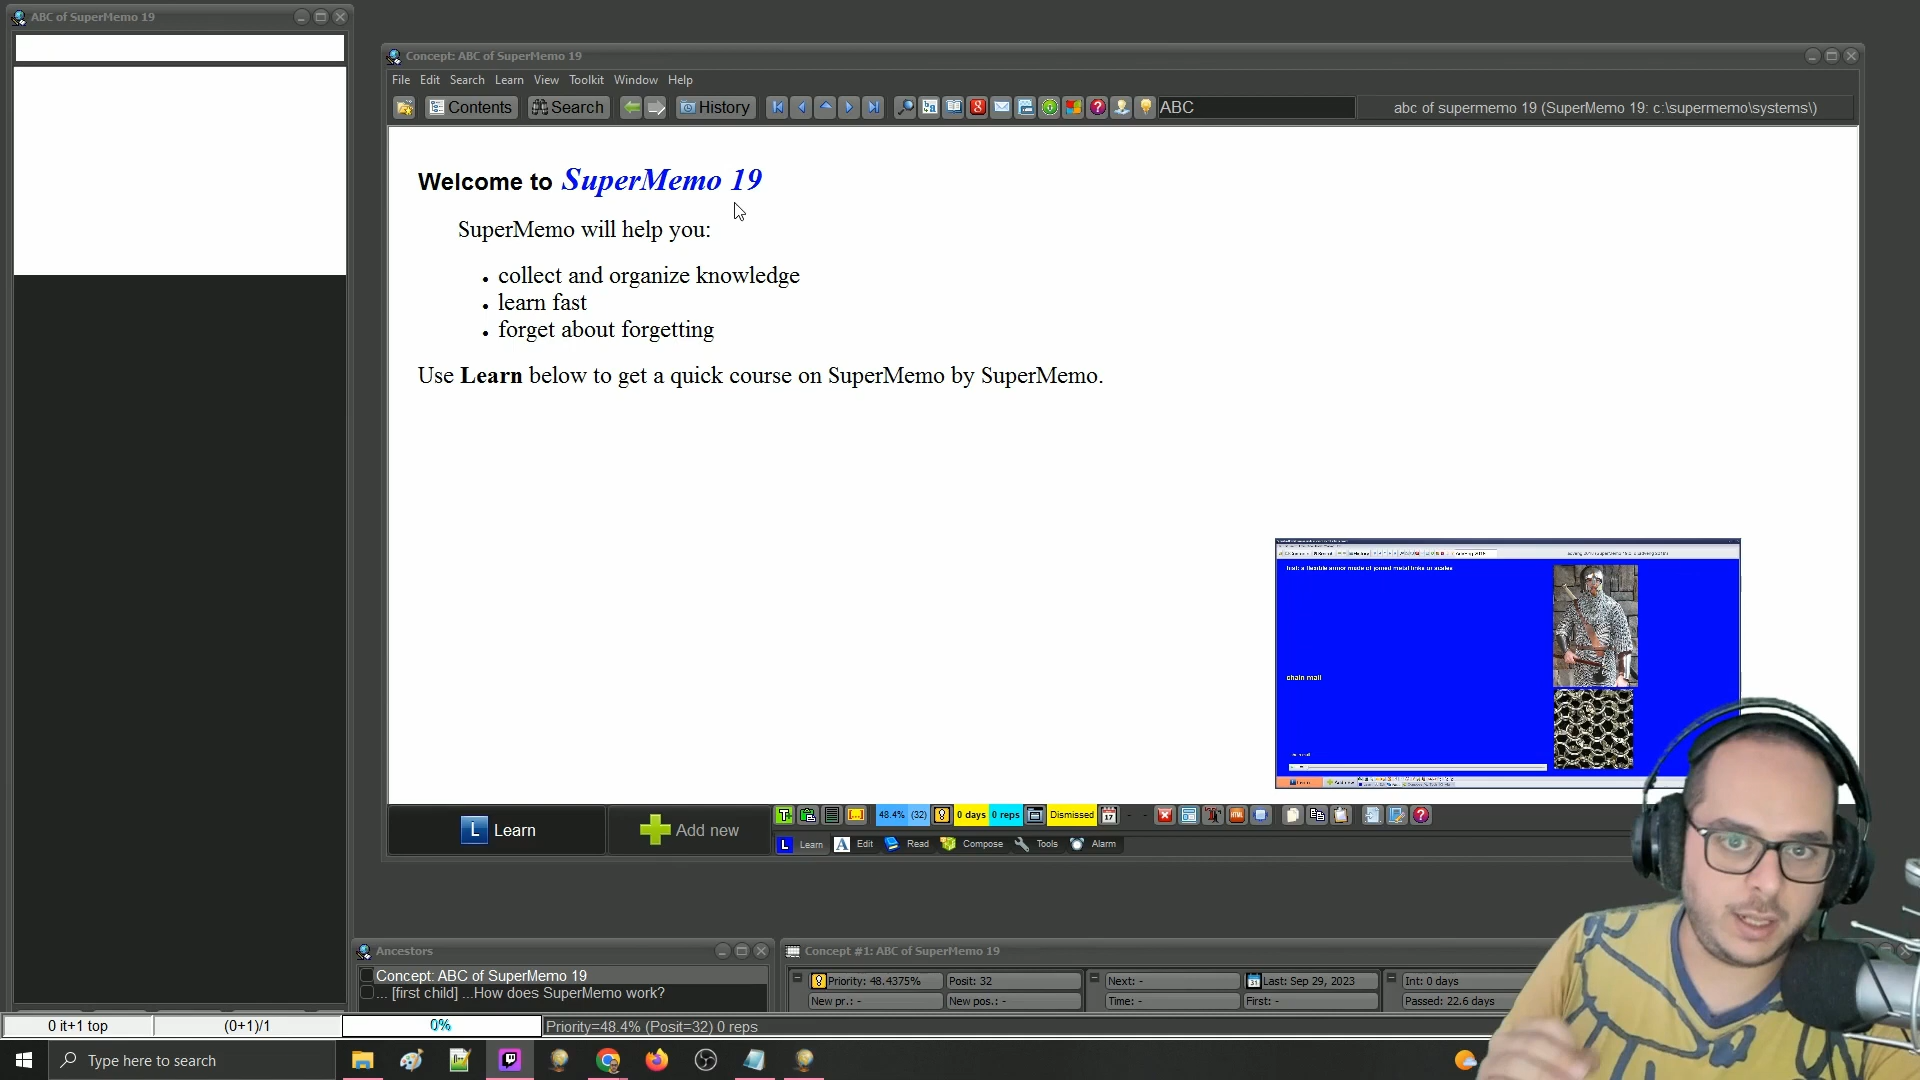 ABC of SuperMemo 19
Concept: ABC of SuperMemo 19
File Edit Search Learn View Toolkit Window Help
Contents Search History ABC abc of supermemo 19 (SuperMemo 19: c:\supermemo\systems\)
Welcome to SuperMemo 19
SuperMemo will help you:
• collect and organize knowledge
• learn fast
• forget about forgetting
Use Learn below to get a quick course on SuperMemo by SuperMemo.
chain mail
L Learn Add new
48.4% (32) 0 days 0 reps Dismissed
Learn Edit Read Compose Tools Alarm
Ancestors
Concept: ABC of SuperMemo 19
... [first child] ...How does SuperMemo work?
Concept #1: ABC of SuperMemo 19
Priority: 48.4375% Posit: 32 Next: - Last: Sep 29, 2023 Int: 0 days
New pr.: - New pos.: - Time: - First: - Passed: 22.6 days
0 it+1 top (0+1)/1 0% Priority=48.4% (Posit=32) 0 reps
Type here to search